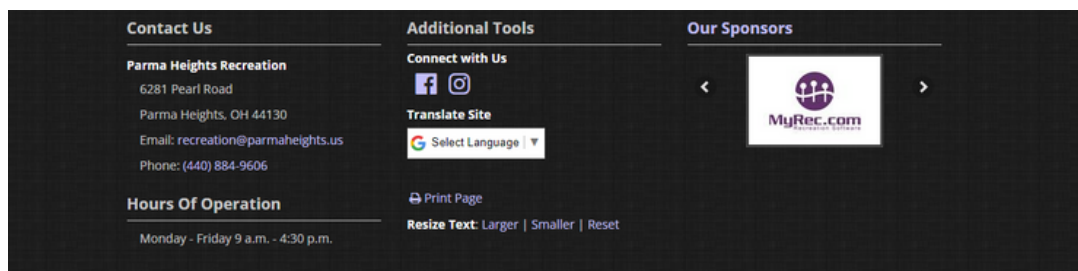 Contact Us
Parma Heights Recreation
6281 Pearl Road
Parma Heights, OH 44130
Email: recreation@parmaheights.us
Phone: (440) 884-9606
Hours Of Operation
Monday - Friday 9 a.m. - 4:30 p.m.
Additional Tools
Connect with Us
Translate Site
G Select Language ▼
Print Page
Resize Text: Larger | Smaller | Reset
Our Sponsors
MyRec.com
Recreation Software